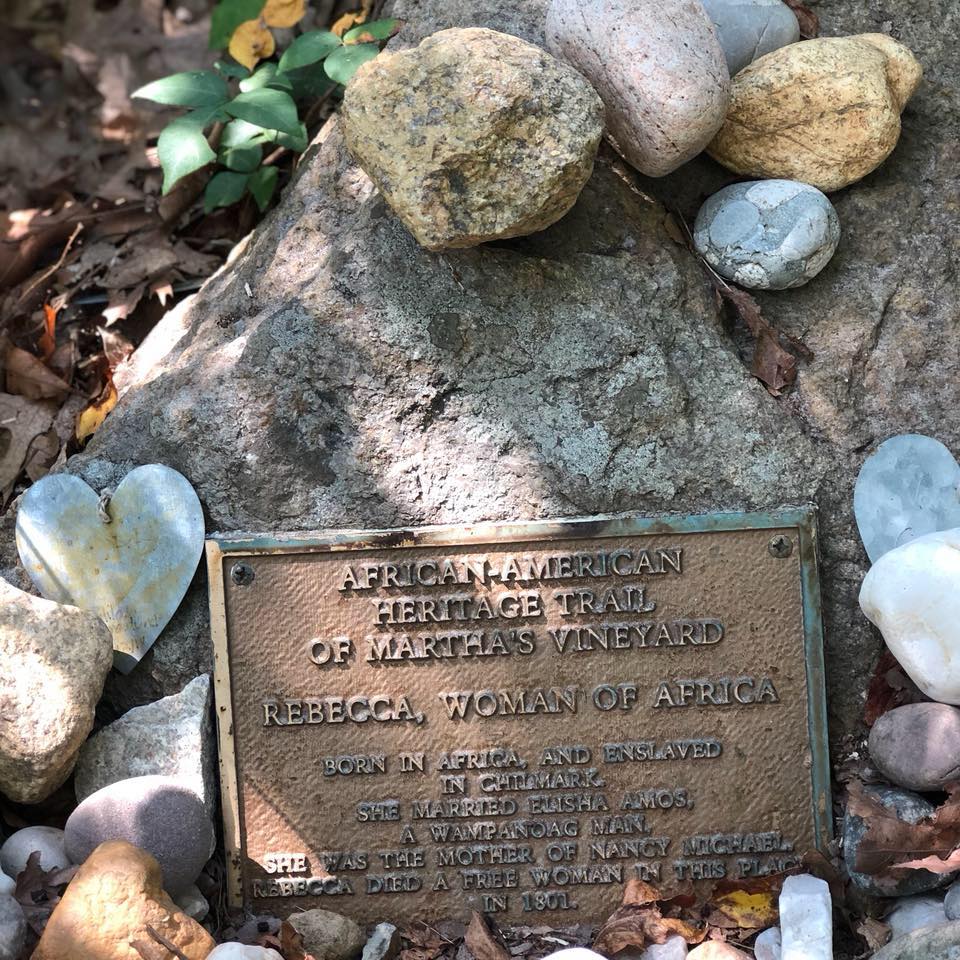 AFRICAN-AMERICAN
HERITAGE TRAIL
OF MARTHA'S VINEYARD
REBECCA, WOMAN OF AFRICA
BORN IN AFRICA, AND ENSLAVED
IN CHILMARK.
SHE MARRIED ELISHA AMOS,
A WAMPANOAG MAN.
SHE WAS THE MOTHER OF NANCY MICHAEL.
REBECCA DIED A FREE WOMAN IN THIS PLACE
IN 1801.